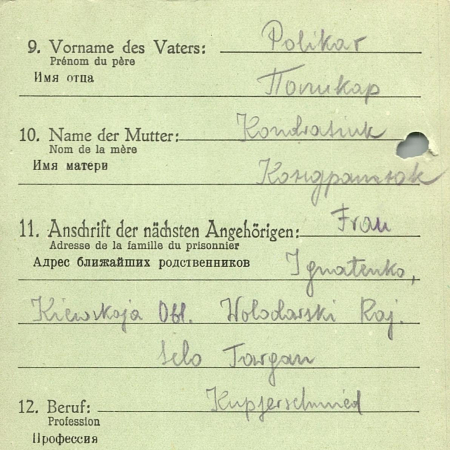 9. Vorname des Vaters: Polikar
Prénom du père
Имя отца Поликар
10. Name der Mutter: Kondratiuk
Nom de la mère
Имя матери Кондратюк
11. Anschrift der nächsten Angehörigen: Frau
Adresse de la famille du prisonnier
Адрес ближайших родственников Ignatenko,
Kiewskaja Obl. Wolodarski Raj.
selo Targan
12. Beruf: Kupferschmied
Profession
Профессия